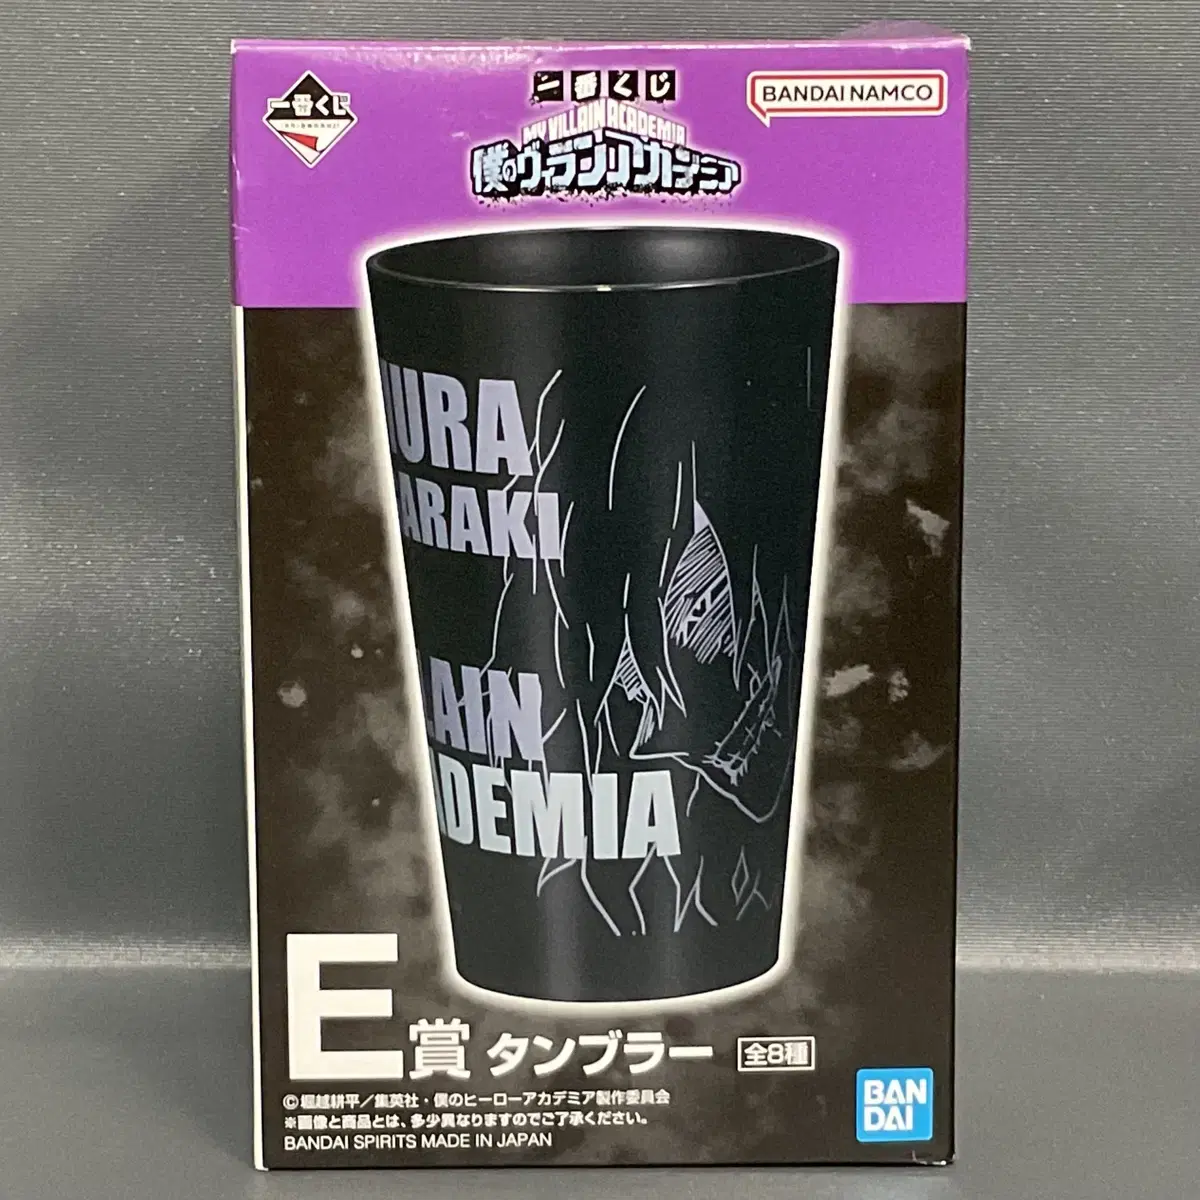 一番くじ
一番くじ
MY VILLAIN ACADEMIA
僕のヴィランアカデミア
BANDAI NAMCO
URA
ARAKI
LAIN
ADEMIA
E賞 タンブラー 全8種
©堀越耕平/集英社・僕のヒーローアカデミア製作委員会
※画像と商品とは、多少異なりますのでご了承ください。
BANDAI SPIRITS MADE IN JAPAN
BAN
DAI